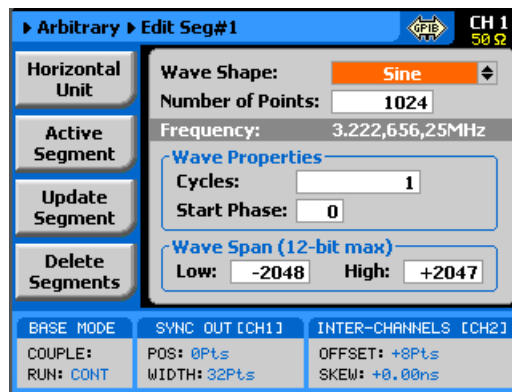 ▶ Arbitrary ▶ Edit Seg#1
GPIB
CH 1
50 Ω
Horizontal
Unit
Active
Segment
Update
Segment
Delete
Segments
Wave Shape: Sine
Number of Points: 1024
Frequency: 3.222,656,25MHz
Wave Properties
Cycles: 1
Start Phase: 0
Wave Span (12-bit max)
Low: -2048 High: +2047
BASE MODE
COUPLE:
RUN: CONT
SYNC OUT[CH1]
POS: 0Pts
WIDTH: 32Pts
INTER-CHANNELS [CH2]
OFFSET: +8Pts
SKEW: +0.00ns